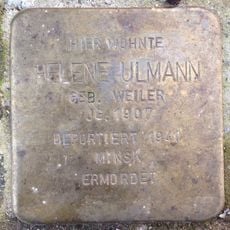 HIER WOHNTE
HELENE ULMANN
GEB. WEILER
JG. 1907
DEPORTIERT 1941
MINSK
ERMORDET